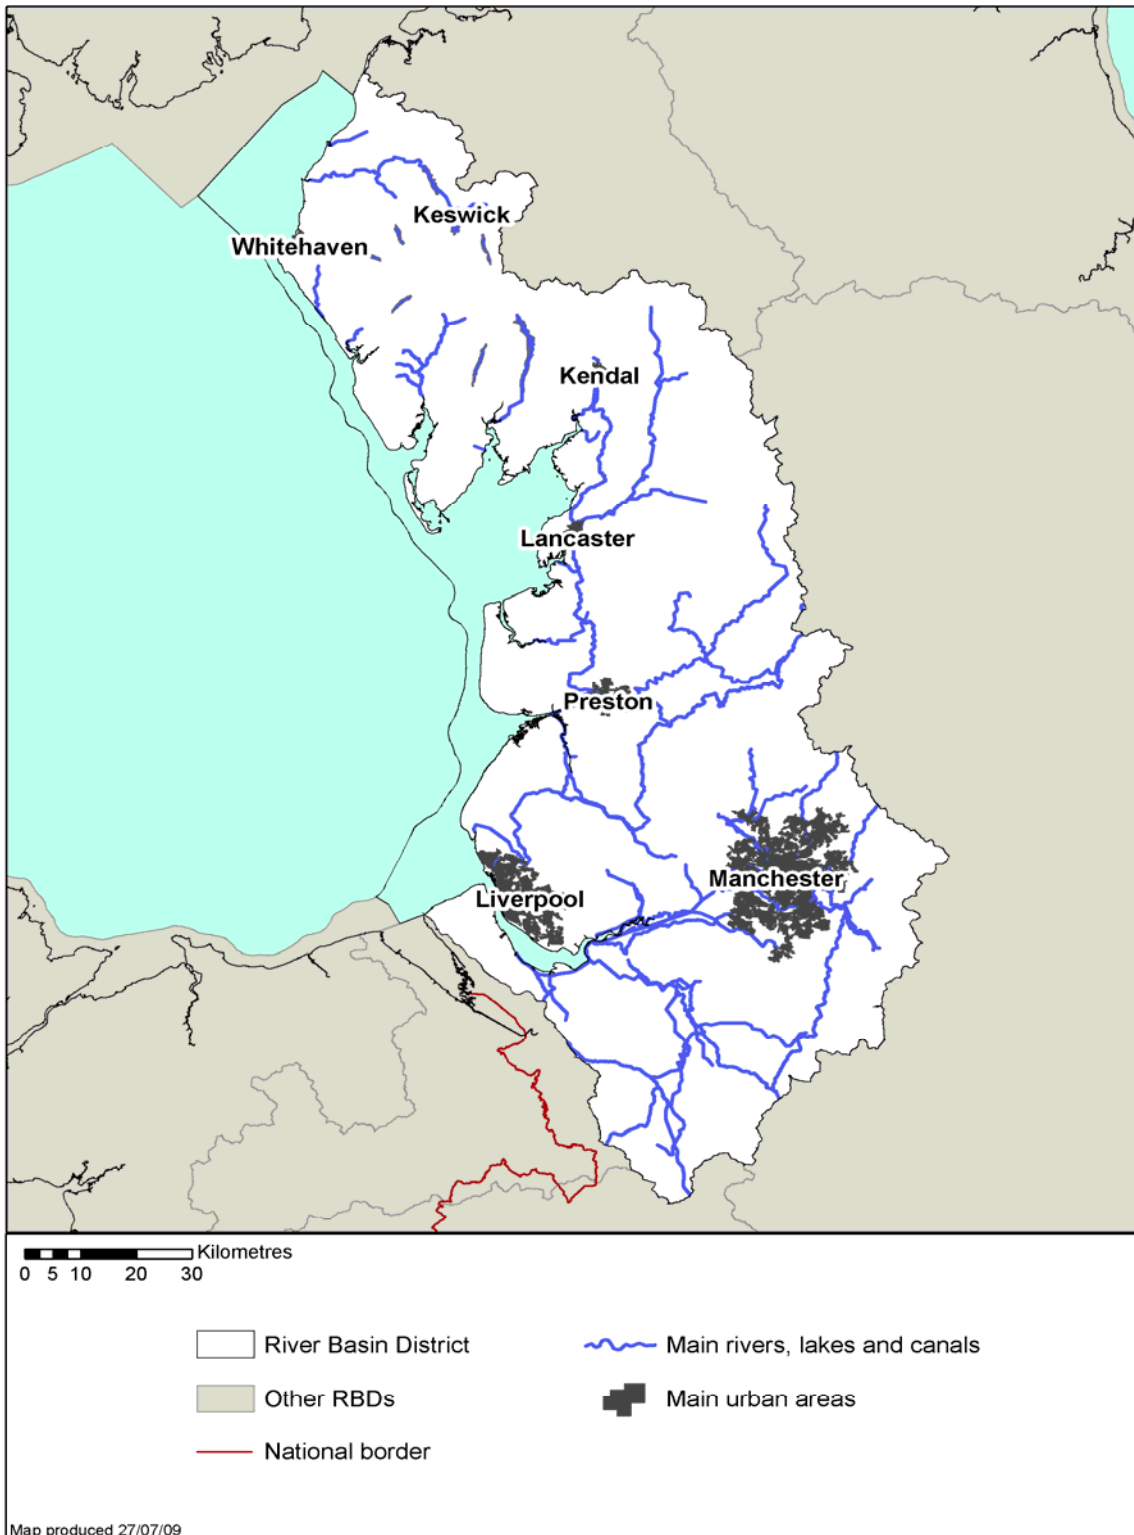 Keswick
Whitehaven
Kendal
Lancaster
Preston
Manchester
Liverpool
Kilometres
0 5 10 20 30
River Basin District
Main rivers, lakes and canals
Other RBDs
Main urban areas
National border
Map produced 27/07/09